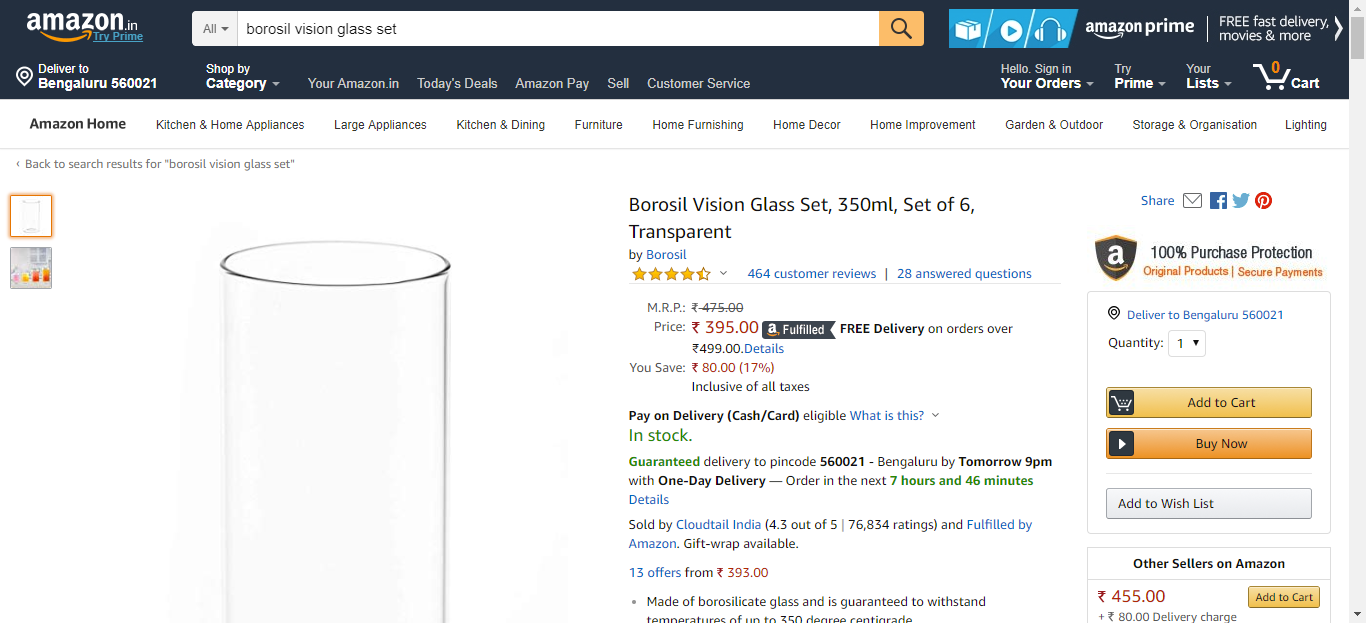 amazon.in
Try Prime
All
borosil vision glass set
amazon prime
FREE fast delivery,
movies & more
Deliver to
Bengaluru 560021
Shop by
Category
Your Amazon.in
Today's Deals
Amazon Pay
Sell
Customer Service
Hello. Sign in
Your Orders
Try
Prime
Your
Lists
0
Cart
Amazon Home
Kitchen & Home Appliances
Large Appliances
Kitchen & Dining
Furniture
Home Furnishing
Home Decor
Home Improvement
Garden & Outdoor
Storage & Organisation
Lighting
‹ Back to search results for "borosil vision glass set"
Borosil Vision Glass Set, 350ml, Set of 6,
Transparent
by Borosil
464 customer reviews | 28 answered questions
M.R.P.: ₹ 475.00
Price: ₹ 395.00 a Fulfilled FREE Delivery on orders over
₹499.00.Details
You Save: ₹ 80.00 (17%)
Inclusive of all taxes
Pay on Delivery (Cash/Card) eligible What is this?
In stock.
Guaranteed delivery to pincode 560021 - Bengaluru by Tomorrow 9pm
with One-Day Delivery — Order in the next 7 hours and 46 minutes
Details
Sold by Cloudtail India (4.3 out of 5 | 76,834 ratings) and Fulfilled by
Amazon. Gift-wrap available.
13 offers from ₹ 393.00
• Made of borosilicate glass and is guaranteed to withstand
temperatures of up to 350 degree centigrade
Share
a
100% Purchase Protection
Original Products | Secure Payments
Deliver to Bengaluru 560021
Quantity: 1
Add to Cart
Buy Now
Add to Wish List
Other Sellers on Amazon
₹ 455.00
Add to Cart
+ ₹ 80.00 Delivery charge